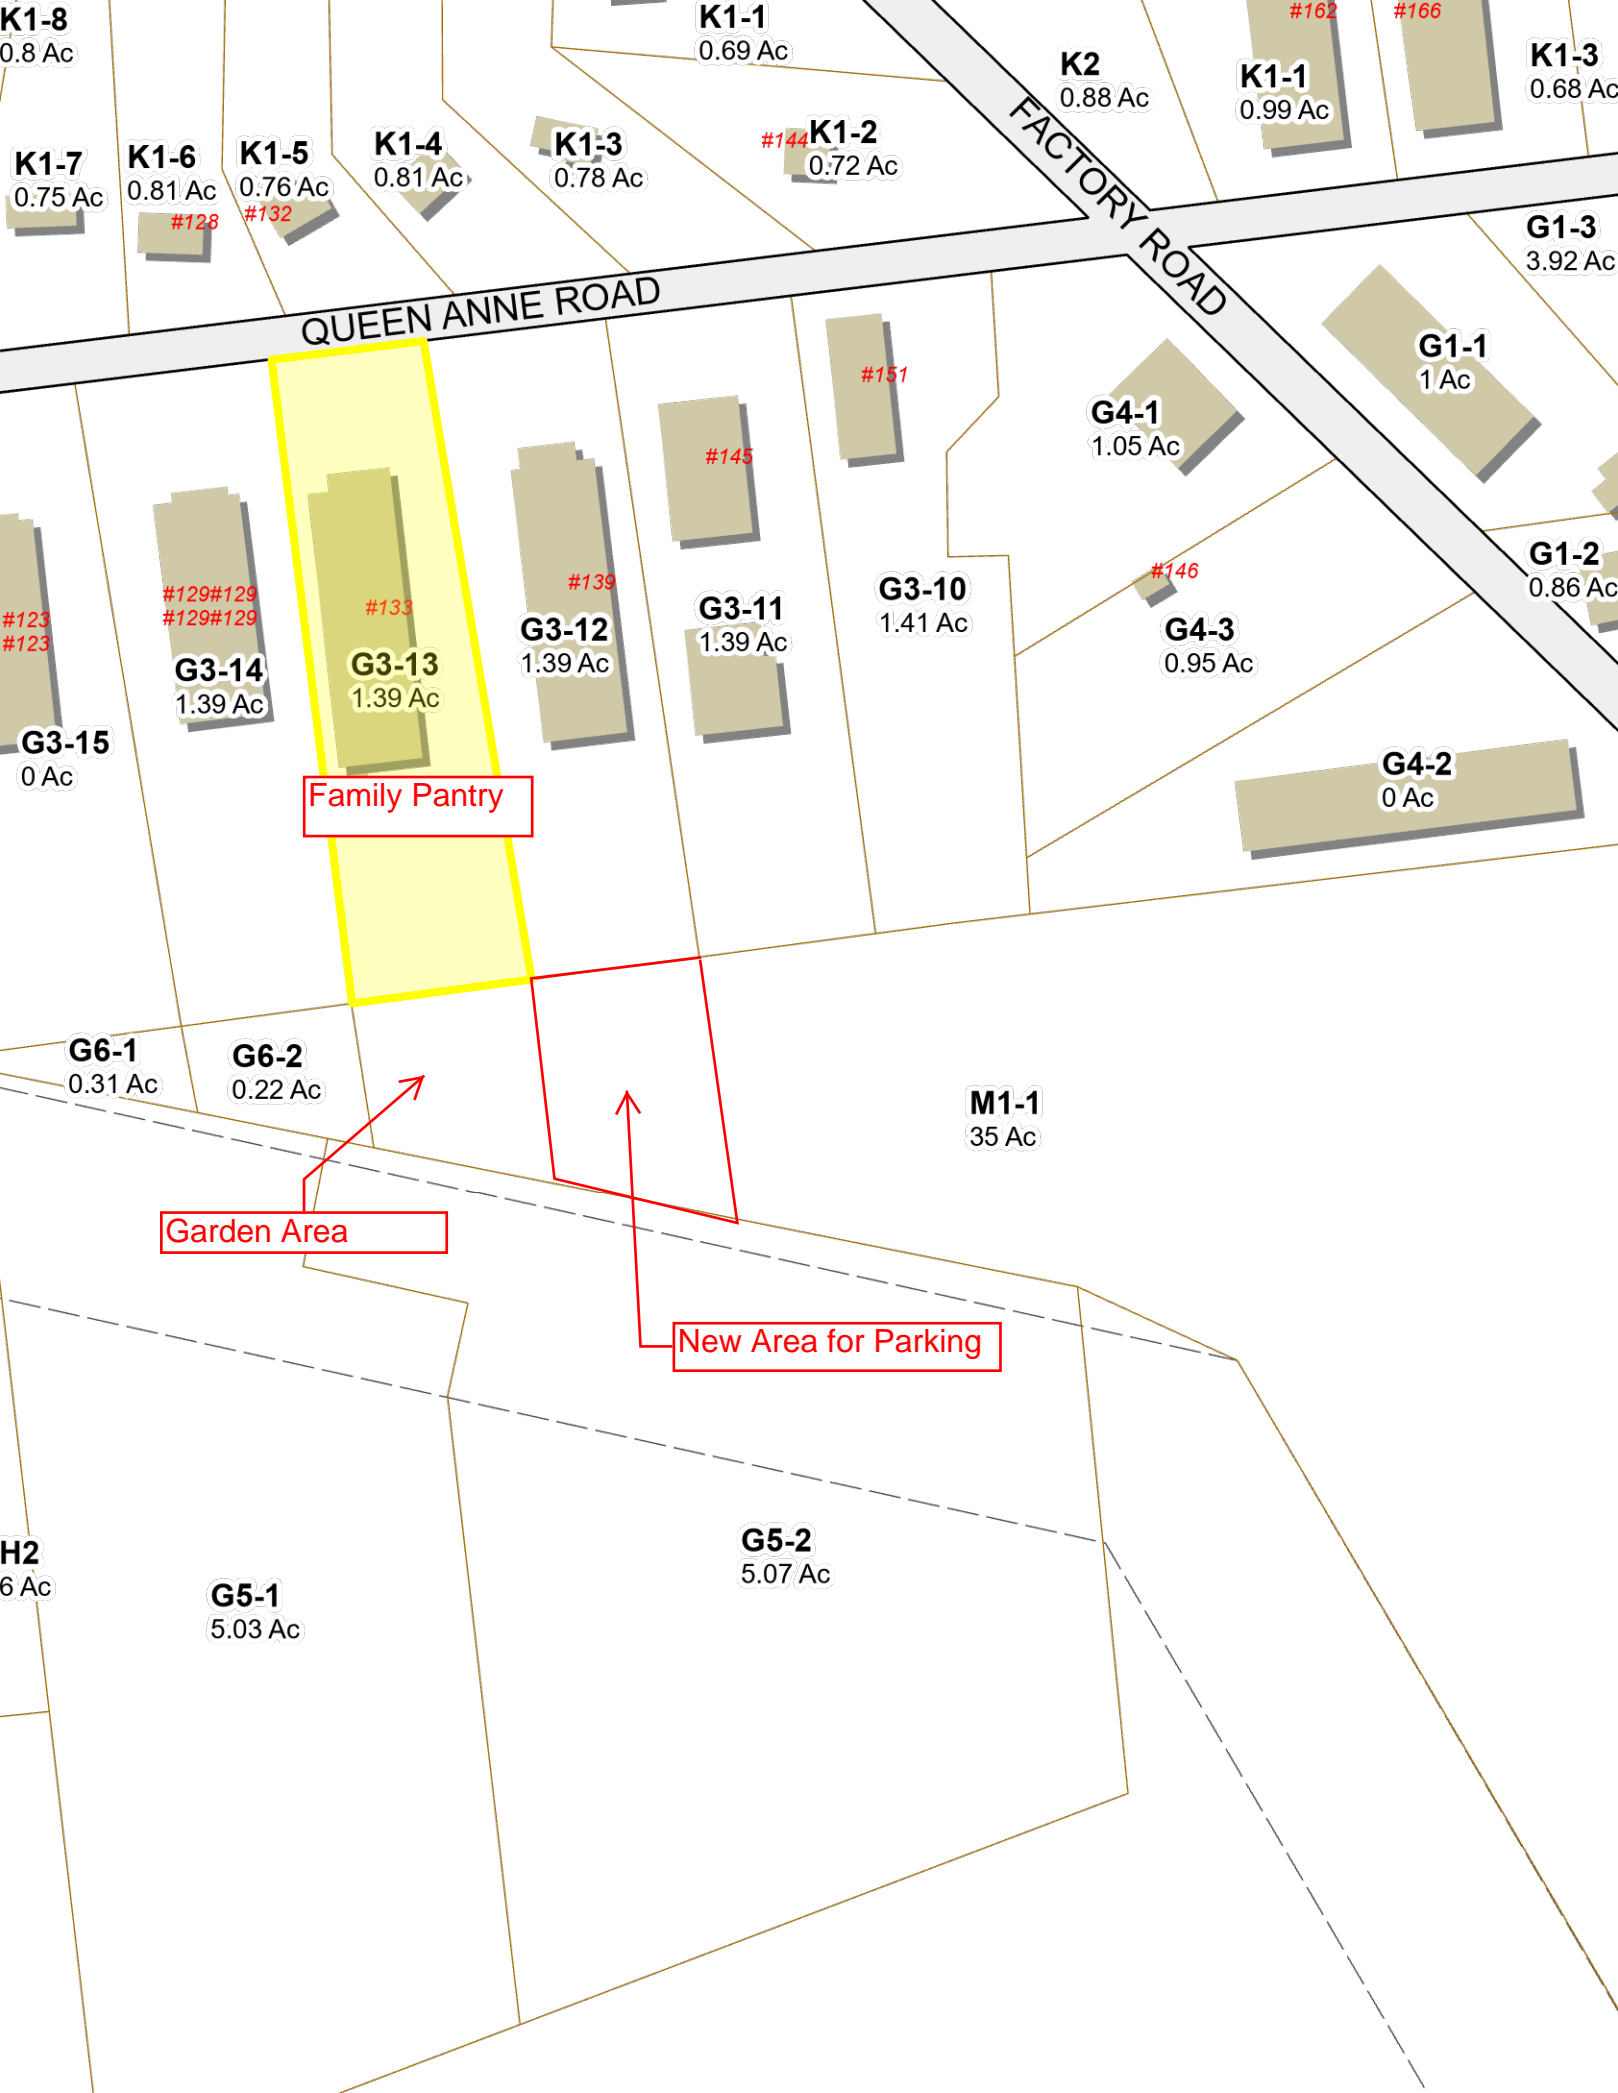 K1-8
0.8 Ac
K1-1
0.69 Ac
K2
0.88 Ac
#162
K1-1
0.99 Ac
#166
K1-3
0.68 Ac
K1-7
0.75 Ac
K1-6
0.81 Ac
#128
K1-5
0.76 Ac
#132
K1-4
0.81 Ac
K1-3
0.78 Ac
#144
K1-2
0.72 Ac
FACTORY ROAD
QUEEN ANNE ROAD
G1-3
3.92 Ac
G1-1
1 Ac
#151
G4-1
1.05 Ac
#145
#146
G1-2
0.86 Ac
#123
#123
#129#129
#129#129
#133
#139
G3-15
0 Ac
G3-14
1.39 Ac
G3-13
1.39 Ac
G3-12
1.39 Ac
G3-11
1.39 Ac
G3-10
1.41 Ac
G4-3
0.95 Ac
G4-2
0 Ac
Family Pantry
G6-1
0.31 Ac
G6-2
0.22 Ac
M1-1
35 Ac
Garden Area
New Area for Parking
H2
6 Ac
G5-1
5.03 Ac
G5-2
5.07 Ac